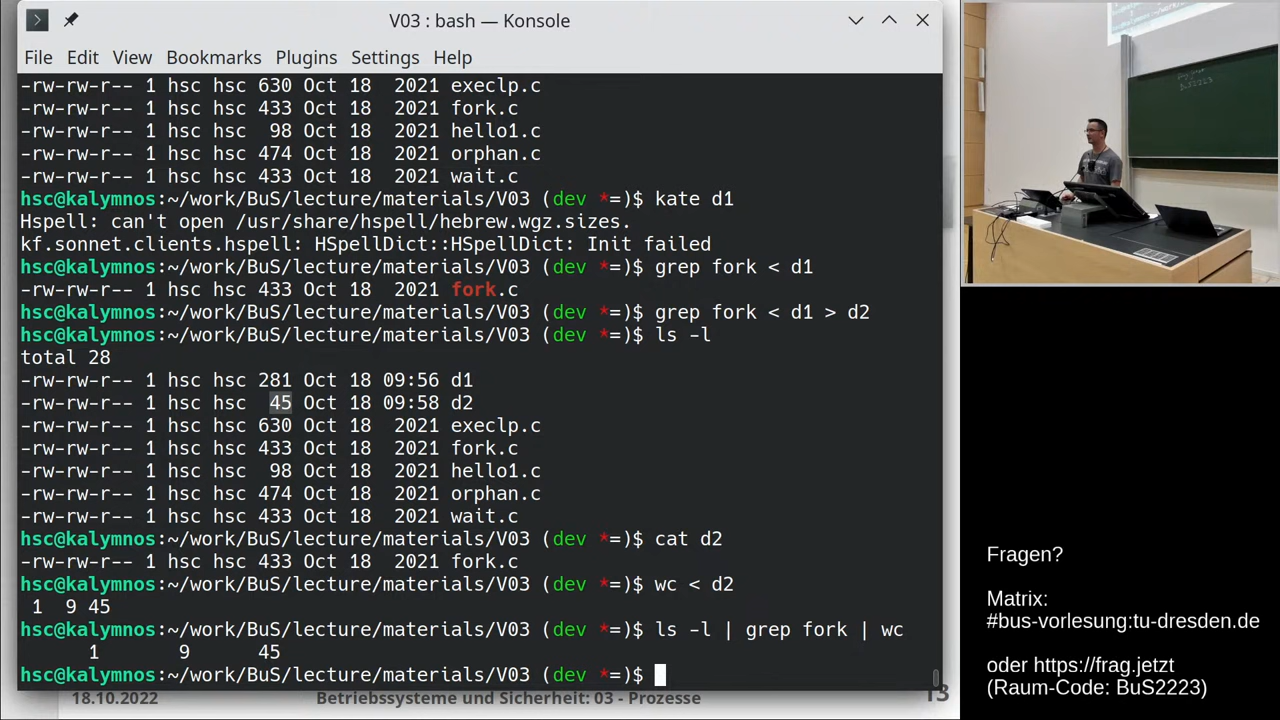 V03 : bash — Konsole
File Edit View Bookmarks Plugins Settings Help
-rw-rw-r-- 1 hsc hsc 630 Oct 18  2021 execlp.c
-rw-rw-r-- 1 hsc hsc 433 Oct 18  2021 fork.c
-rw-rw-r-- 1 hsc hsc  98 Oct 18  2021 hello1.c
-rw-rw-r-- 1 hsc hsc 474 Oct 18  2021 orphan.c
-rw-rw-r-- 1 hsc hsc 433 Oct 18  2021 wait.c
hsc@kalymnos:~/work/BuS/lecture/materials/V03 (dev *=)$ kate d1
Hspell: can't open /usr/share/hspell/hebrew.wgz.sizes.
kf.sonnet.clients.hspell: HSpellDict::HSpellDict: Init failed
hsc@kalymnos:~/work/BuS/lecture/materials/V03 (dev *=)$ grep fork < d1
-rw-rw-r-- 1 hsc hsc 433 Oct 18  2021 fork.c
hsc@kalymnos:~/work/BuS/lecture/materials/V03 (dev *=)$ grep fork < d1 > d2
hsc@kalymnos:~/work/BuS/lecture/materials/V03 (dev *=)$ ls -l
total 28
-rw-rw-r-- 1 hsc hsc 281 Oct 18 09:56 d1
-rw-rw-r-- 1 hsc hsc  45 Oct 18 09:58 d2
-rw-rw-r-- 1 hsc hsc 630 Oct 18  2021 execlp.c
-rw-rw-r-- 1 hsc hsc 433 Oct 18  2021 fork.c
-rw-rw-r-- 1 hsc hsc  98 Oct 18  2021 hello1.c
-rw-rw-r-- 1 hsc hsc 474 Oct 18  2021 orphan.c
-rw-rw-r-- 1 hsc hsc 433 Oct 18  2021 wait.c
hsc@kalymnos:~/work/BuS/lecture/materials/V03 (dev *=)$ cat d2
-rw-rw-r-- 1 hsc hsc 433 Oct 18  2021 fork.c
hsc@kalymnos:~/work/BuS/lecture/materials/V03 (dev *=)$ wc < d2
 1  9 45
hsc@kalymnos:~/work/BuS/lecture/materials/V03 (dev *=)$ ls -l | grep fork | wc
      1       9      45
hsc@kalymnos:~/work/BuS/lecture/materials/V03 (dev *=)$
18.10.2022 Betriebssysteme und Sicherheit: 03 - Prozesse 13
BuS2223
Fragen?
Matrix:
#bus-vorlesung:tu-dresden.de
oder https://frag.jetzt
(Raum-Code: BuS2223)